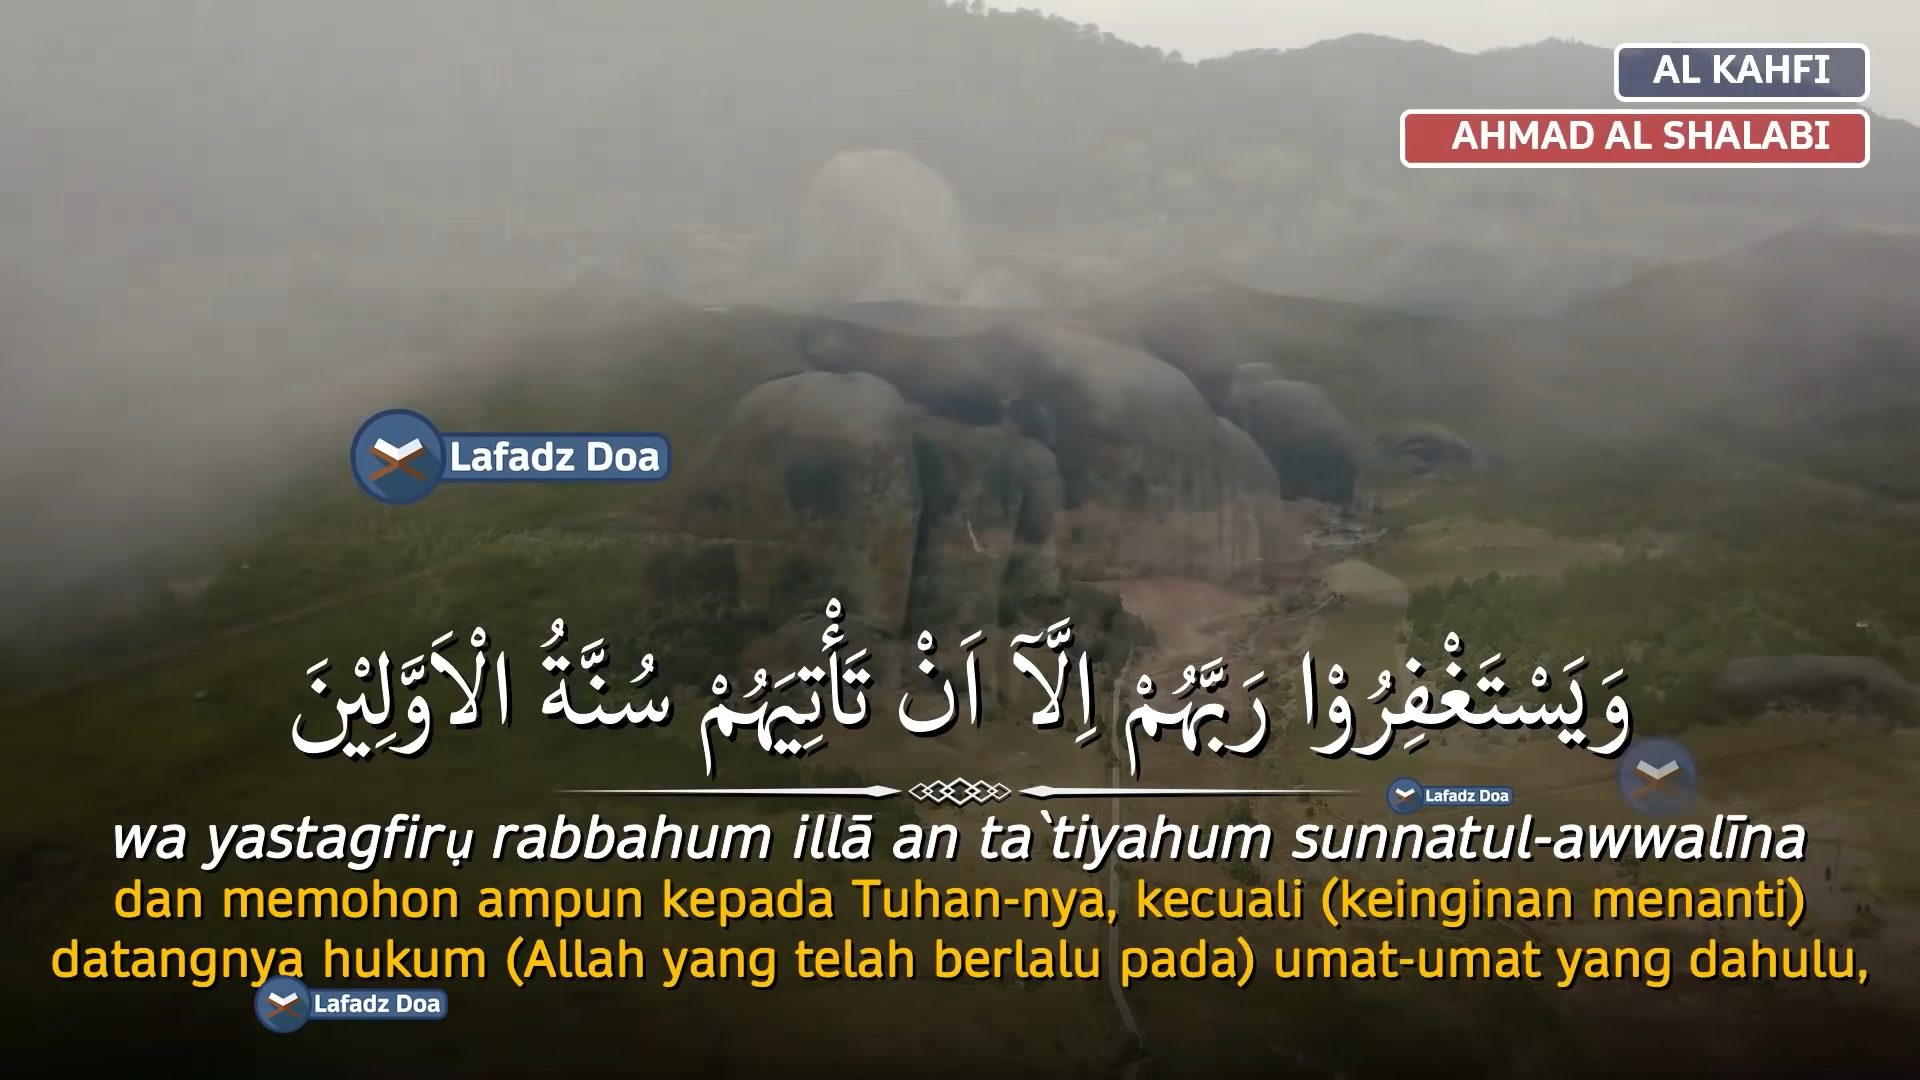 AL KAHFI
AHMAD AL SHALABI
Lafadz Doa
وَيَسْتَغْفِرُوْا رَبَّهُمْ اِلَّآ اَنْ تَأْتِيَهُمْ سُنَّةُ الْاَوَّلِيْنَ
Lafadz Doa
wa yastagfirụ rabbahum illā an ta`tiyahum sunnatul-awwalīna
dan memohon ampun kepada Tuhan-nya, kecuali (keinginan menanti)
datangnya hukum (Allah yang telah berlalu pada) umat-umat yang dahulu,
Lafadz Doa